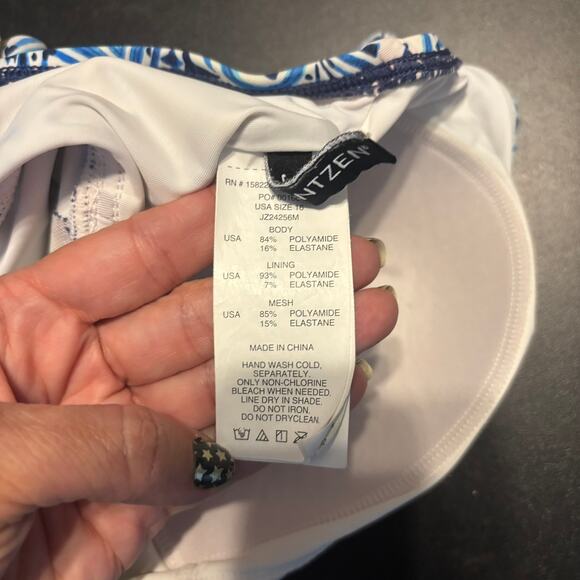 NTZEN
RN # 15822
PO#
USA SIZE 16
JZ24256M
BODY
USA 84% POLYAMIDE
16% ELASTANE
LINING
USA 93% POLYAMIDE
7% ELASTANE
MESH
USA 85% POLYAMIDE
15% ELASTANE
MADE IN CHINA
HAND WASH COLD,
SEPARATELY.
ONLY NON-CHLORINE
BLEACH WHEN NEEDED.
LINE DRY IN SHADE.
DO NOT IRON.
DO NOT DRYCLEAN.